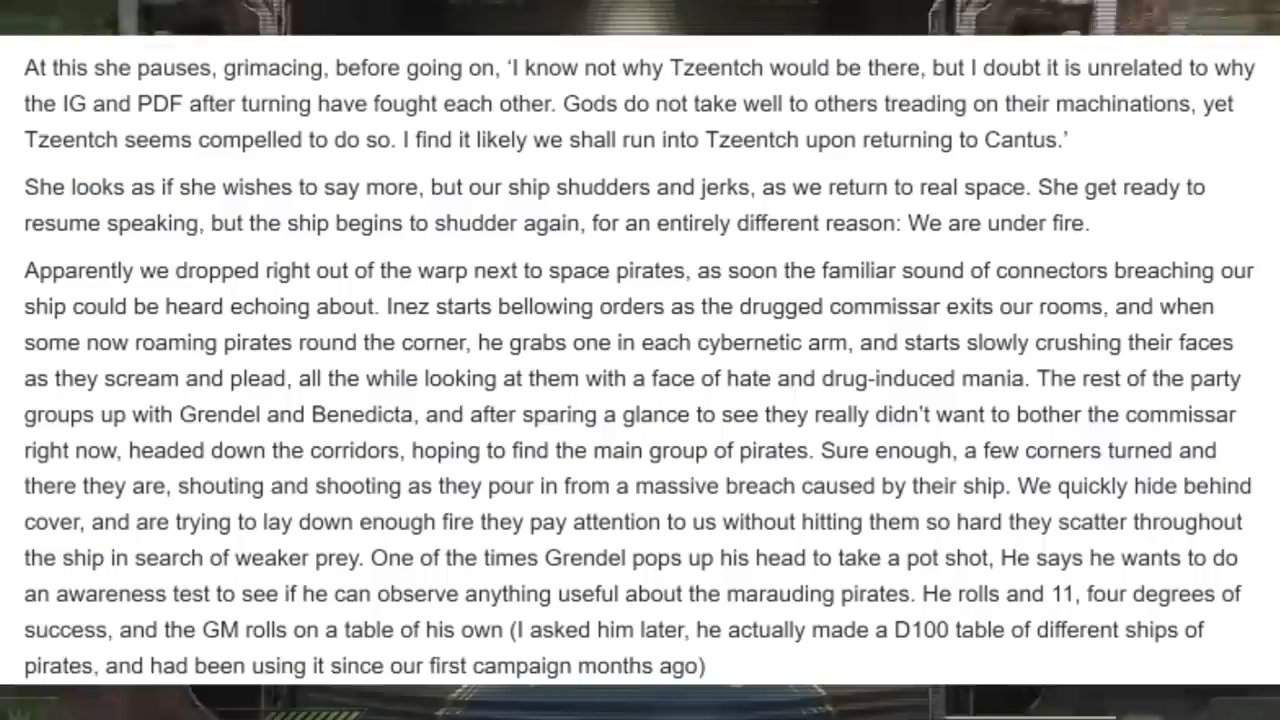 At this she pauses, grimacing, before going on, ‘I know not why Tzeentch would be there, but I doubt it is unrelated to why
the IG and PDF after turning have fought each other. Gods do not take well to others treading on their machinations, yet
Tzeentch seems compelled to do so. I find it likely we shall run into Tzeentch upon returning to Cantus.’
She looks as if she wishes to say more, but our ship shudders and jerks, as we return to real space. She get ready to
resume speaking, but the ship begins to shudder again, for an entirely different reason: We are under fire.
Apparently we dropped right out of the warp next to space pirates, as soon the familiar sound of connectors breaching our
ship could be heard echoing about. Inez starts bellowing orders as the drugged commissar exits our rooms, and when
some now roaming pirates round the corner, he grabs one in each cybernetic arm, and starts slowly crushing their faces
as they scream and plead, all the while looking at them with a face of hate and drug-induced mania. The rest of the party
groups up with Grendel and Benedicta, and after sparing a glance to see they really didn't want to bother the commissar
right now, headed down the corridors, hoping to find the main group of pirates. Sure enough, a few corners turned and
there they are, shouting and shooting as they pour in from a massive breach caused by their ship. We quickly hide behind
cover, and are trying to lay down enough fire they pay attention to us without hitting them so hard they scatter throughout
the ship in search of weaker prey. One of the times Grendel pops up his head to take a pot shot, He says he wants to do
an awareness test to see if he can observe anything useful about the marauding pirates. He rolls and 11, four degrees of
success, and the GM rolls on a table of his own (I asked him later, he actually made a D100 table of different ships of
pirates, and had been using it since our first campaign months ago)